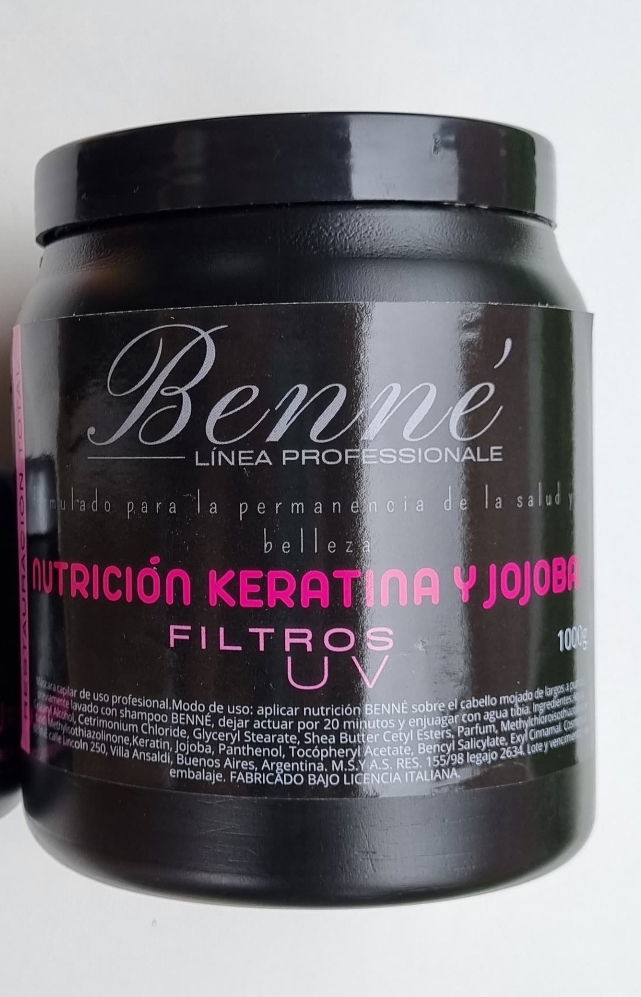 Benné
LÍNEA PROFESSIONALE
para la permanencia de la salud y
belleza
NUTRICIÓN KERATINA Y JOJOBA
FILTROS
UV
1000g
RESTAURACIÓN TOTAL
de uso profesional.Modo de uso: aplicar nutrición BENNÉ sobre el cabello mojado de largos a
lavado con shampoo BENNÉ, dejar actuar por 20 minutos y enjuagar con agua tibia. Ingredientes
Alcohol, Cetrimonium Chloride, Glyceryl Stearate, Shea Butter Cetyl Esters, Parfum,
Methylisothiazolinone,Keratin, Jojoba, Panthenol, Tocópheryl Acetate, Bencyl Salicylate, Exyl Cinnamal.
calle Lincoln 250, Villa Ansaldi, Buenos Aires, Argentina. M.S.Y A.S. RES. 155/98 legajo 2634. Lote y vencimiento
embalaje. FABRICADO BAJO LICENCIA ITALIANA.